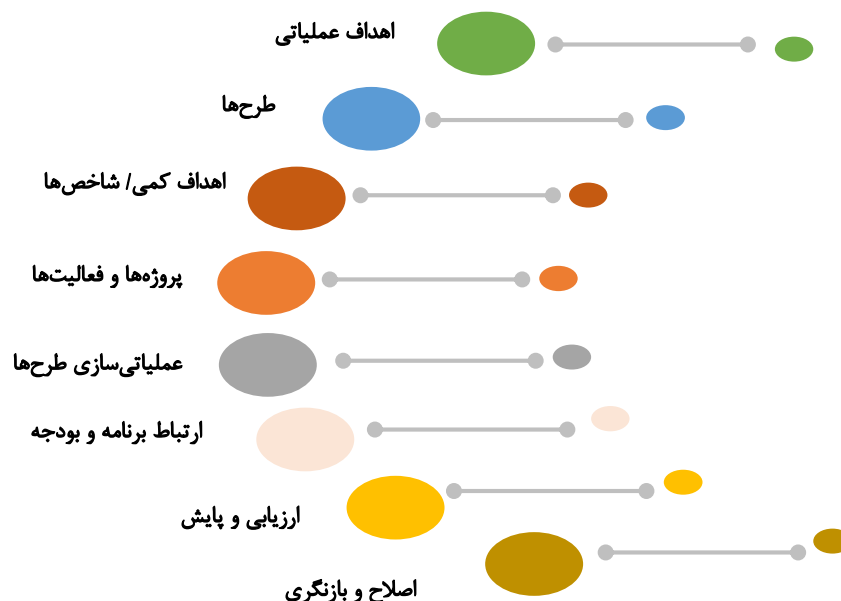 اهداف عملیاتی
طرح‌ها
اهداف کمی/ شاخص‌ها
پروژه‌ها و فعالیت‌ها
عملیاتی‌سازی طرح‌ها
ارتباط برنامه و بودجه
ارزیابی و پایش
اصلاح و بازنگری